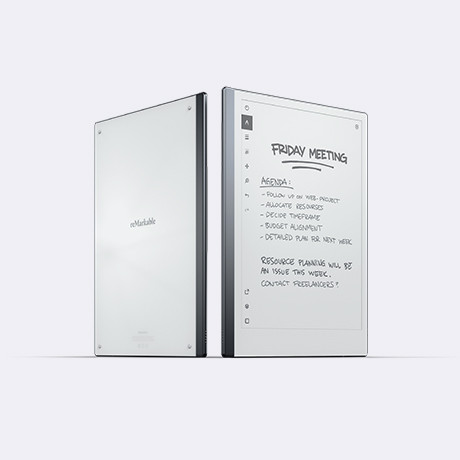 reMarkable
FRIDAY MEETING
AGENDA:
- FOLLOW UP ON WEB-PROJECT
- ALLOCATE RESOURSES
- DECIDE TIMEFRAME
- BUDGET ALIGNMENT
- DETAILED PLAN FOR NEXT WEEK
RESOURCE PLANNING WILL BE
AN ISSUE THIS WEEK.
CONTACT FREELANCERS?